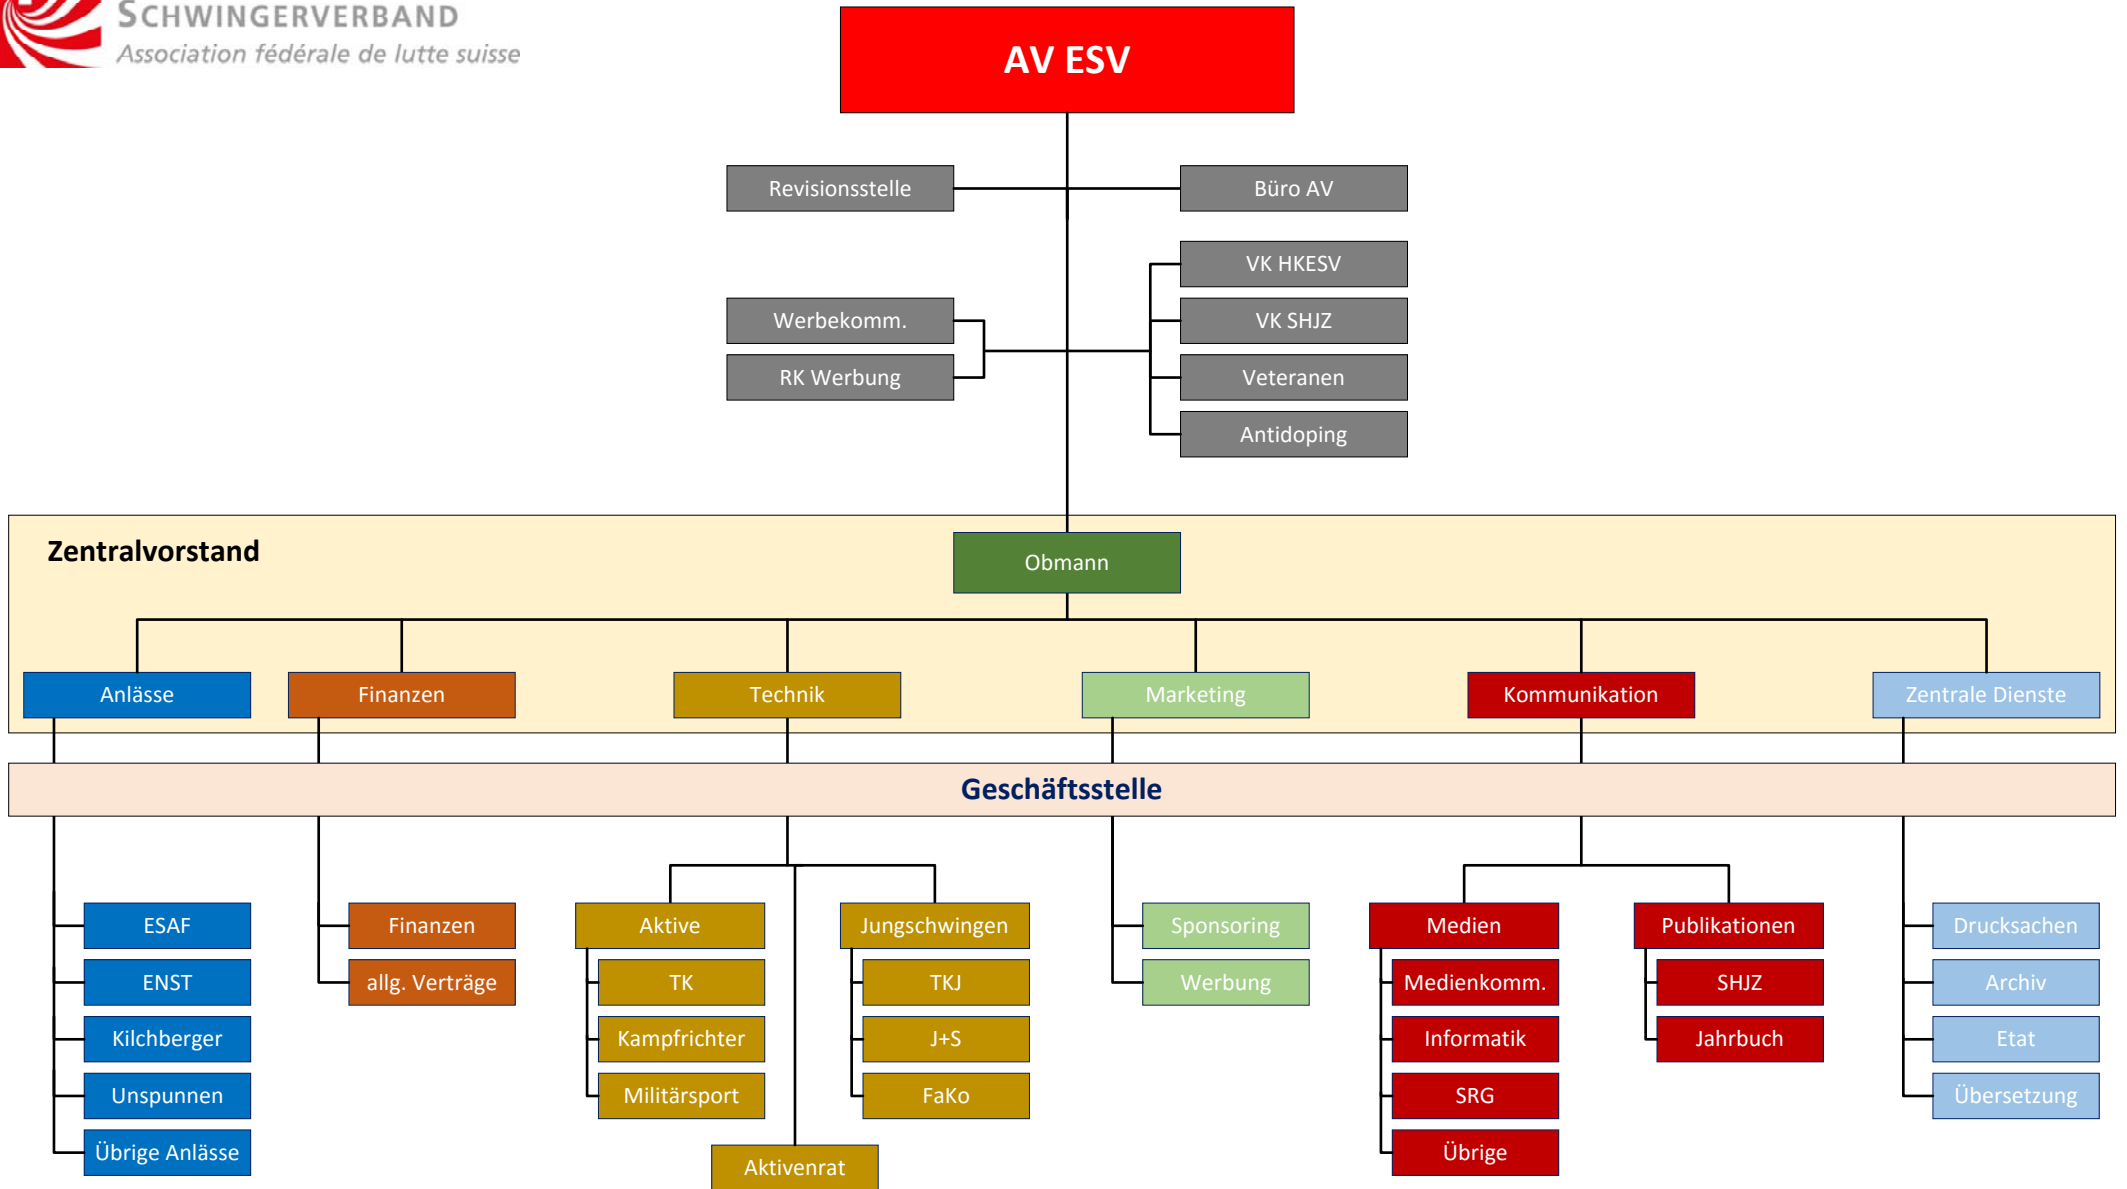 SCHWINGERVERBAND
Association fédérale de lutte suisse
AV ESV
Revisionsstelle
Büro AV
VK HKESV
Werbekomm.
VK SHJZ
RK Werbung
Veteranen
Antidoping
Zentralvorstand
Obmann
Anlässe
Finanzen
Technik
Marketing
Kommunikation
Zentrale Dienste
Geschäftsstelle
ESAF
ENST
Kilchberger
Unspunnen
Übrige Anlässe
Finanzen
allg. Verträge
Aktive
TK
Kampfrichter
Militärsport
Aktivenrat
Jungschwingen
TKJ
J+S
FaKo
Sponsoring
Werbung
Medien
Medienkomm.
Informatik
SRG
Übrige
Publikationen
SHJZ
Jahrbuch
Drucksachen
Archiv
Etat
Übersetzung